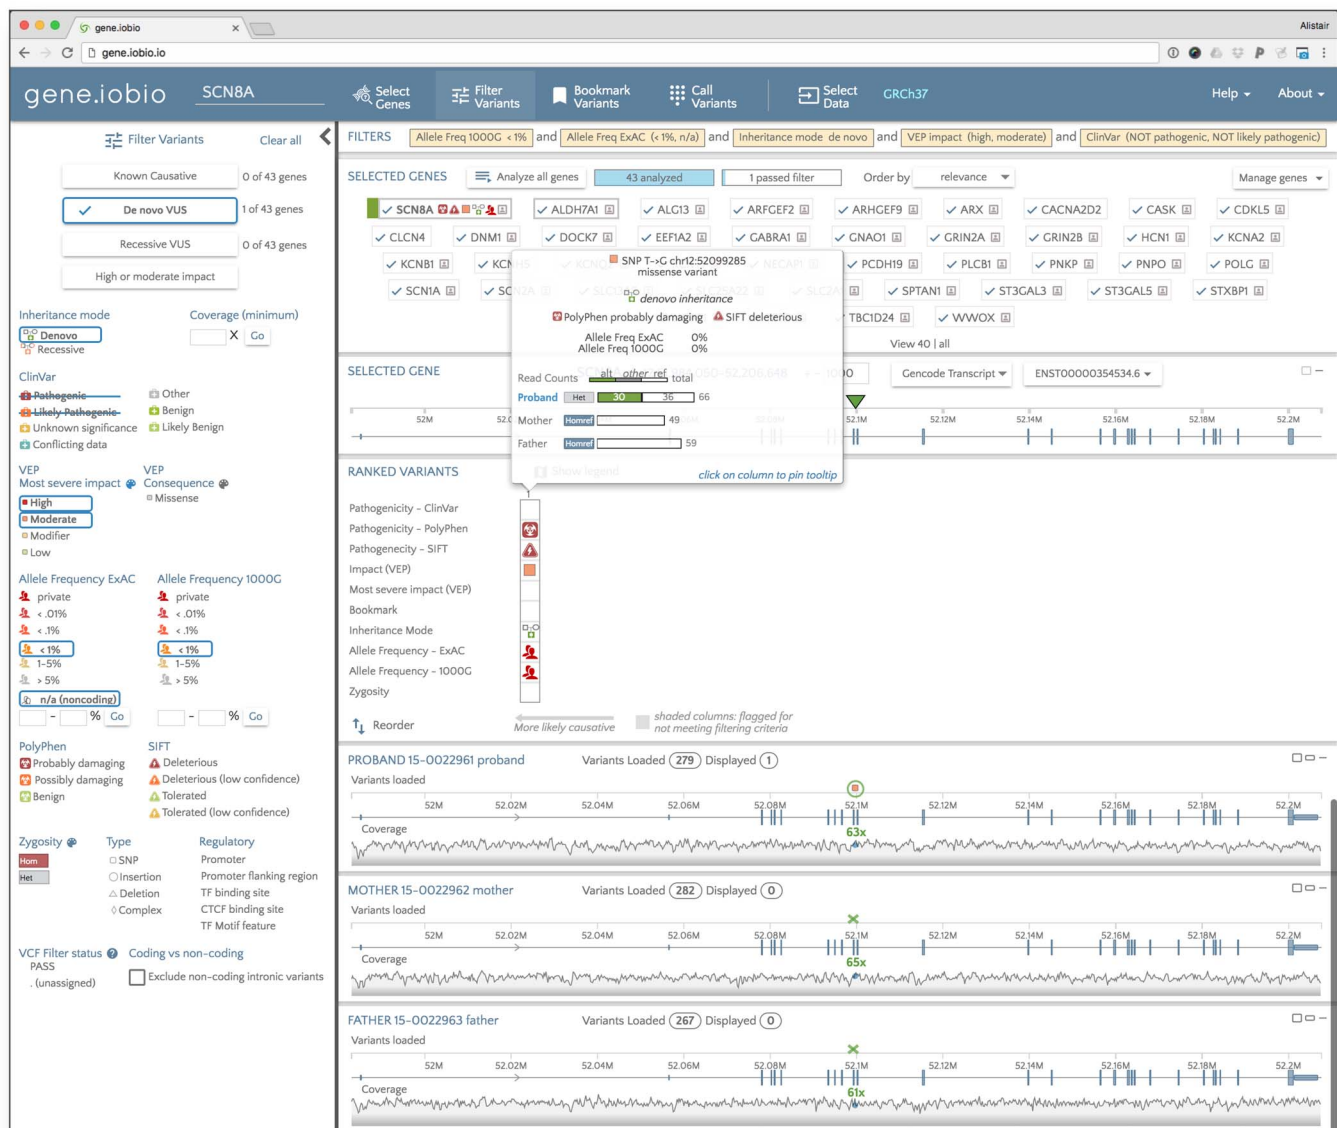 gene.iobio
Alistair
gene.iobio.io
gene.iobio
SCN8A
Select Genes
Filter Variants
Bookmark Variants
Call Variants
Select Data
GRCh37
Help
About
Filter Variants
Clear all
Known Causative
0 of 43 genes
De novo VUS
1 of 43 genes
Recessive VUS
0 of 43 genes
High or moderate impact
Inheritance mode
Coverage (minimum)
Denovo
X Go
Recessive
ClinVar
Pathogenic
Other
Likely Pathogenic
Benign
Unknown significance
Likely Benign
Conflicting data
VEP
Most severe impact
VEP
Consequence
High
Missense
Moderate
Modifier
Low
Allele Frequency ExAC
Allele Frequency 1000G
private
private
< .01%
< .01%
< .1%
< .1%
< 1%
< 1%
1-5%
1-5%
> 5%
> 5%
n/a (noncoding)
- % Go
- % Go
PolyPhen
SIFT
Probably damaging
Deleterious
Possibly damaging
Deleterious (low confidence)
Benign
Tolerated
Tolerated (low confidence)
Zygosity
Type
Regulatory
Hom
SNP
Promoter
Het
Insertion
Promoter flanking region
Deletion
TF binding site
Complex
CTCF binding site
TF Motif feature
VCF Filter status
Coding vs non-coding
PASS
. (unassigned)
Exclude non-coding intronic variants
FILTERS Allele Freq 1000G < 1% and Allele Freq ExAC (< 1%, n/a) and Inheritance mode de novo and VEP impact (high, moderate) and ClinVar (NOT pathogenic, NOT likely pathogenic)
SELECTED GENES Analyze all genes 43 analyzed 1 passed filter Order by relevance Manage genes
SCN8A ALDH7A1 ALG13 ARFGEF2 ARHGEF9 ARX CACNA2D2 CASK CDKL5
CLCN4 DNM1 DOCK7 EEF1A2 GABRA1 GNAO1 GRIN2A GRIN2B HCN1 KCNA2
KCNB1 PCDH19 PLCB1 PNKP PNPO POLG
SCN1A SPTAN1 ST3GAL3 ST3GAL5 STXBP1
TBC1D24 WWOX
View 40 | all
SNP T->G chr12:52099285
missense variant
denovo inheritance
PolyPhen probably damaging SIFT deleterious
Allele Freq ExAC 0%
Allele Freq 1000G 0%
Read Counts alt other ref total
Proband Het 30 36 66
Mother Homref 49
Father Homref 59
click on column to pin tooltip
SELECTED GENE
Gencode Transcript ENST00000354534.6
52M 52.1M 52.12M 52.14M 52.16M 52.18M 52.2M
RANKED VARIANTS
Show legend
1
Pathogenicity - ClinVar
Pathogenicity - PolyPhen
Pathogenecity - SIFT
Impact (VEP)
Most severe impact (VEP)
Bookmark
Inheritance Mode
Allele Frequency - ExAC
Allele Frequency - 1000G
Zygosity
Reorder
More likely causative
shaded columns: flagged for
not meeting filtering criteria
PROBAND 15-0022961 proband Variants Loaded 279 Displayed 1
Variants loaded
52M 52.02M 52.04M 52.06M 52.08M 52.1M 52.12M 52.14M 52.16M 52.18M 52.2M
Coverage
63x
MOTHER 15-0022962 mother Variants Loaded 282 Displayed 0
Variants loaded
52M 52.02M 52.04M 52.06M 52.08M 52.1M 52.12M 52.14M 52.16M 52.18M 52.2M
Coverage
65x
FATHER 15-0022963 father Variants Loaded 267 Displayed 0
Variants loaded
52M 52.02M 52.04M 52.06M 52.08M 52.1M 52.12M 52.14M 52.16M 52.18M 52.2M
Coverage
61x